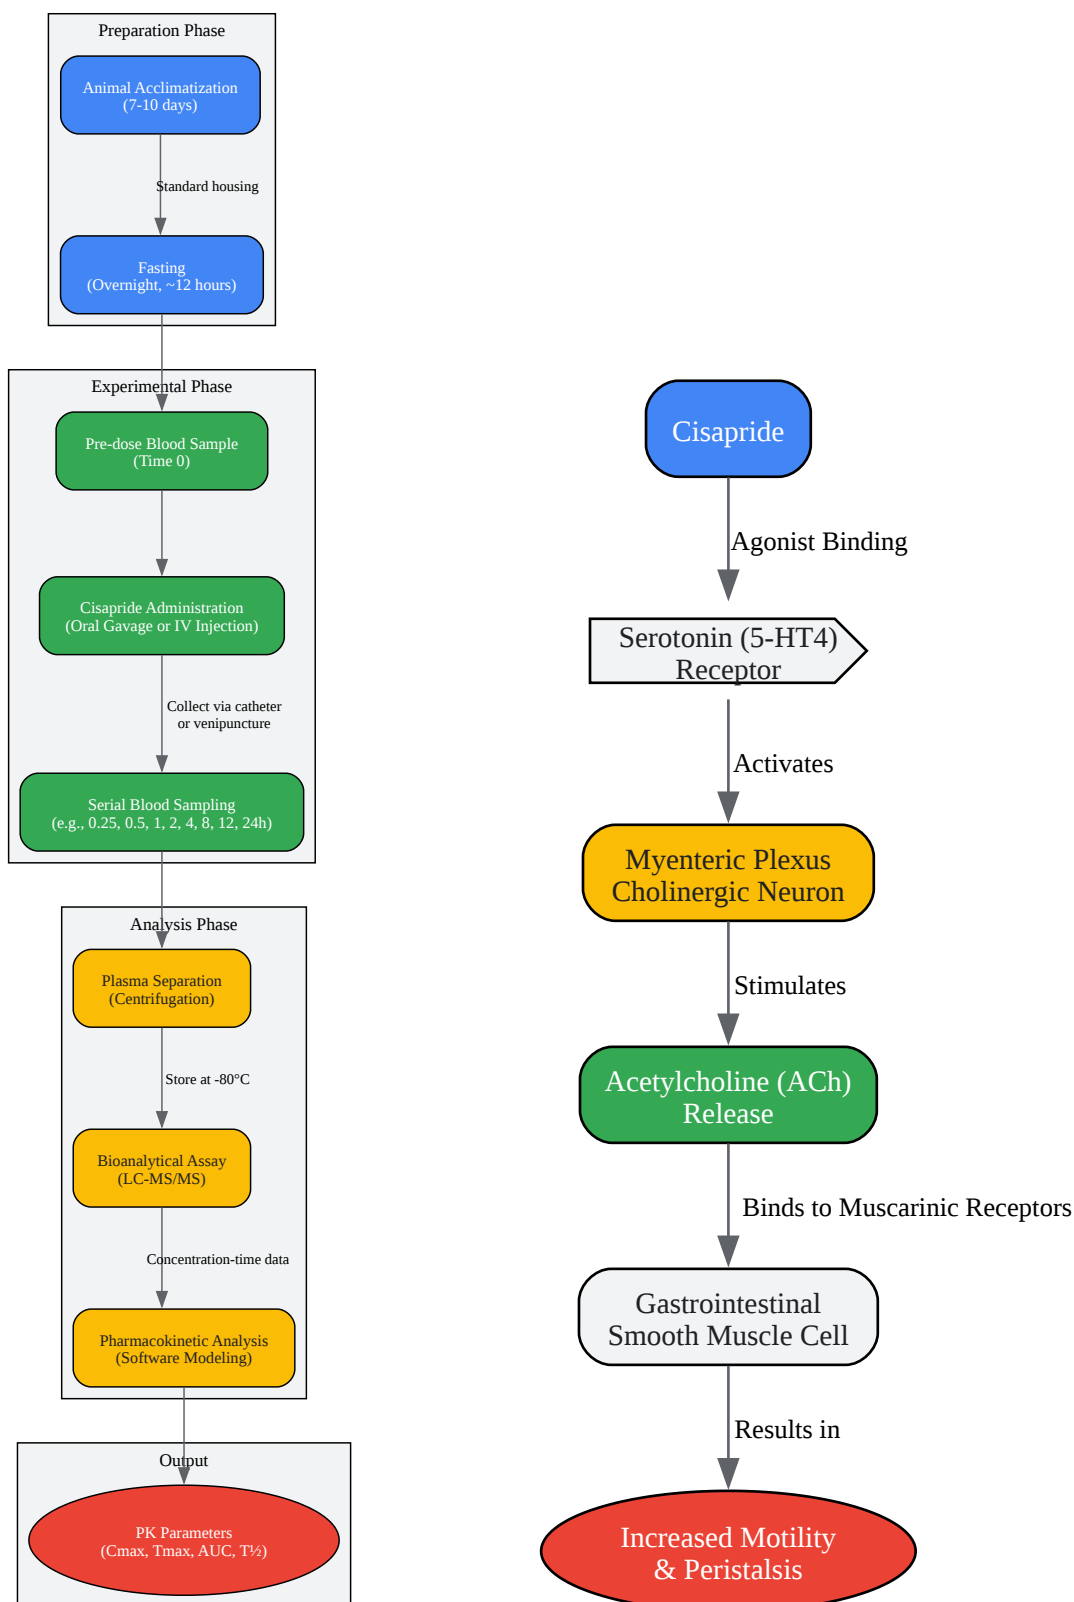 Preparation Phase
Animal Acclimatization
(7-10 days)
Standard housing
Fasting
(Overnight, ~12 hours)
Experimental Phase
Pre-dose Blood Sample
(Time 0)
Cisapride Administration
(Oral Gavage or IV Injection)
Collect via catheter
or venipuncture
Serial Blood Sampling
(e.g., 0.25, 0.5, 1, 2, 4, 8, 12, 24h)
Analysis Phase
Plasma Separation
(Centrifugation)
Store at -80°C
Bioanalytical Assay
(LC-MS/MS)
Concentration-time data
Pharmacokinetic Analysis
(Software Modeling)
Output
PK Parameters
(Cmax, Tmax, AUC, T½)
Cisapride
Agonist Binding
Serotonin (5-HT4)
Receptor
Activates
Myenteric Plexus
Cholinergic Neuron
Stimulates
Acetylcholine (ACh)
Release
Binds to Muscarinic Receptors
Gastrointestinal
Smooth Muscle Cell
Results in
Increased Motility
& Peristalsis